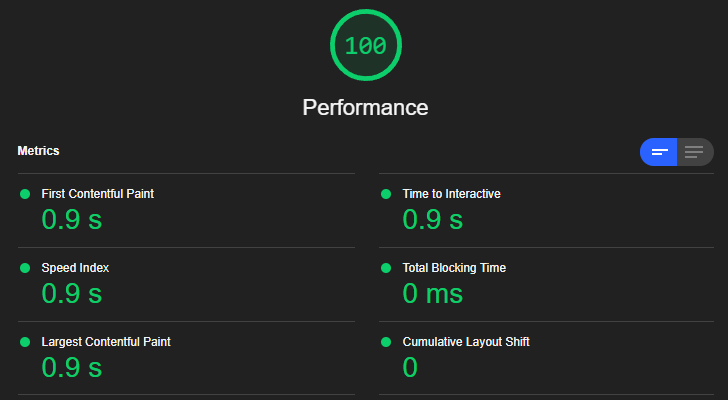 100
Performance
Metrics
First Contentful Paint
0.9 s
Time to Interactive
0.9 s
Speed Index
0.9 s
Total Blocking Time
0 ms
Largest Contentful Paint
0.9 s
Cumulative Layout Shift
0